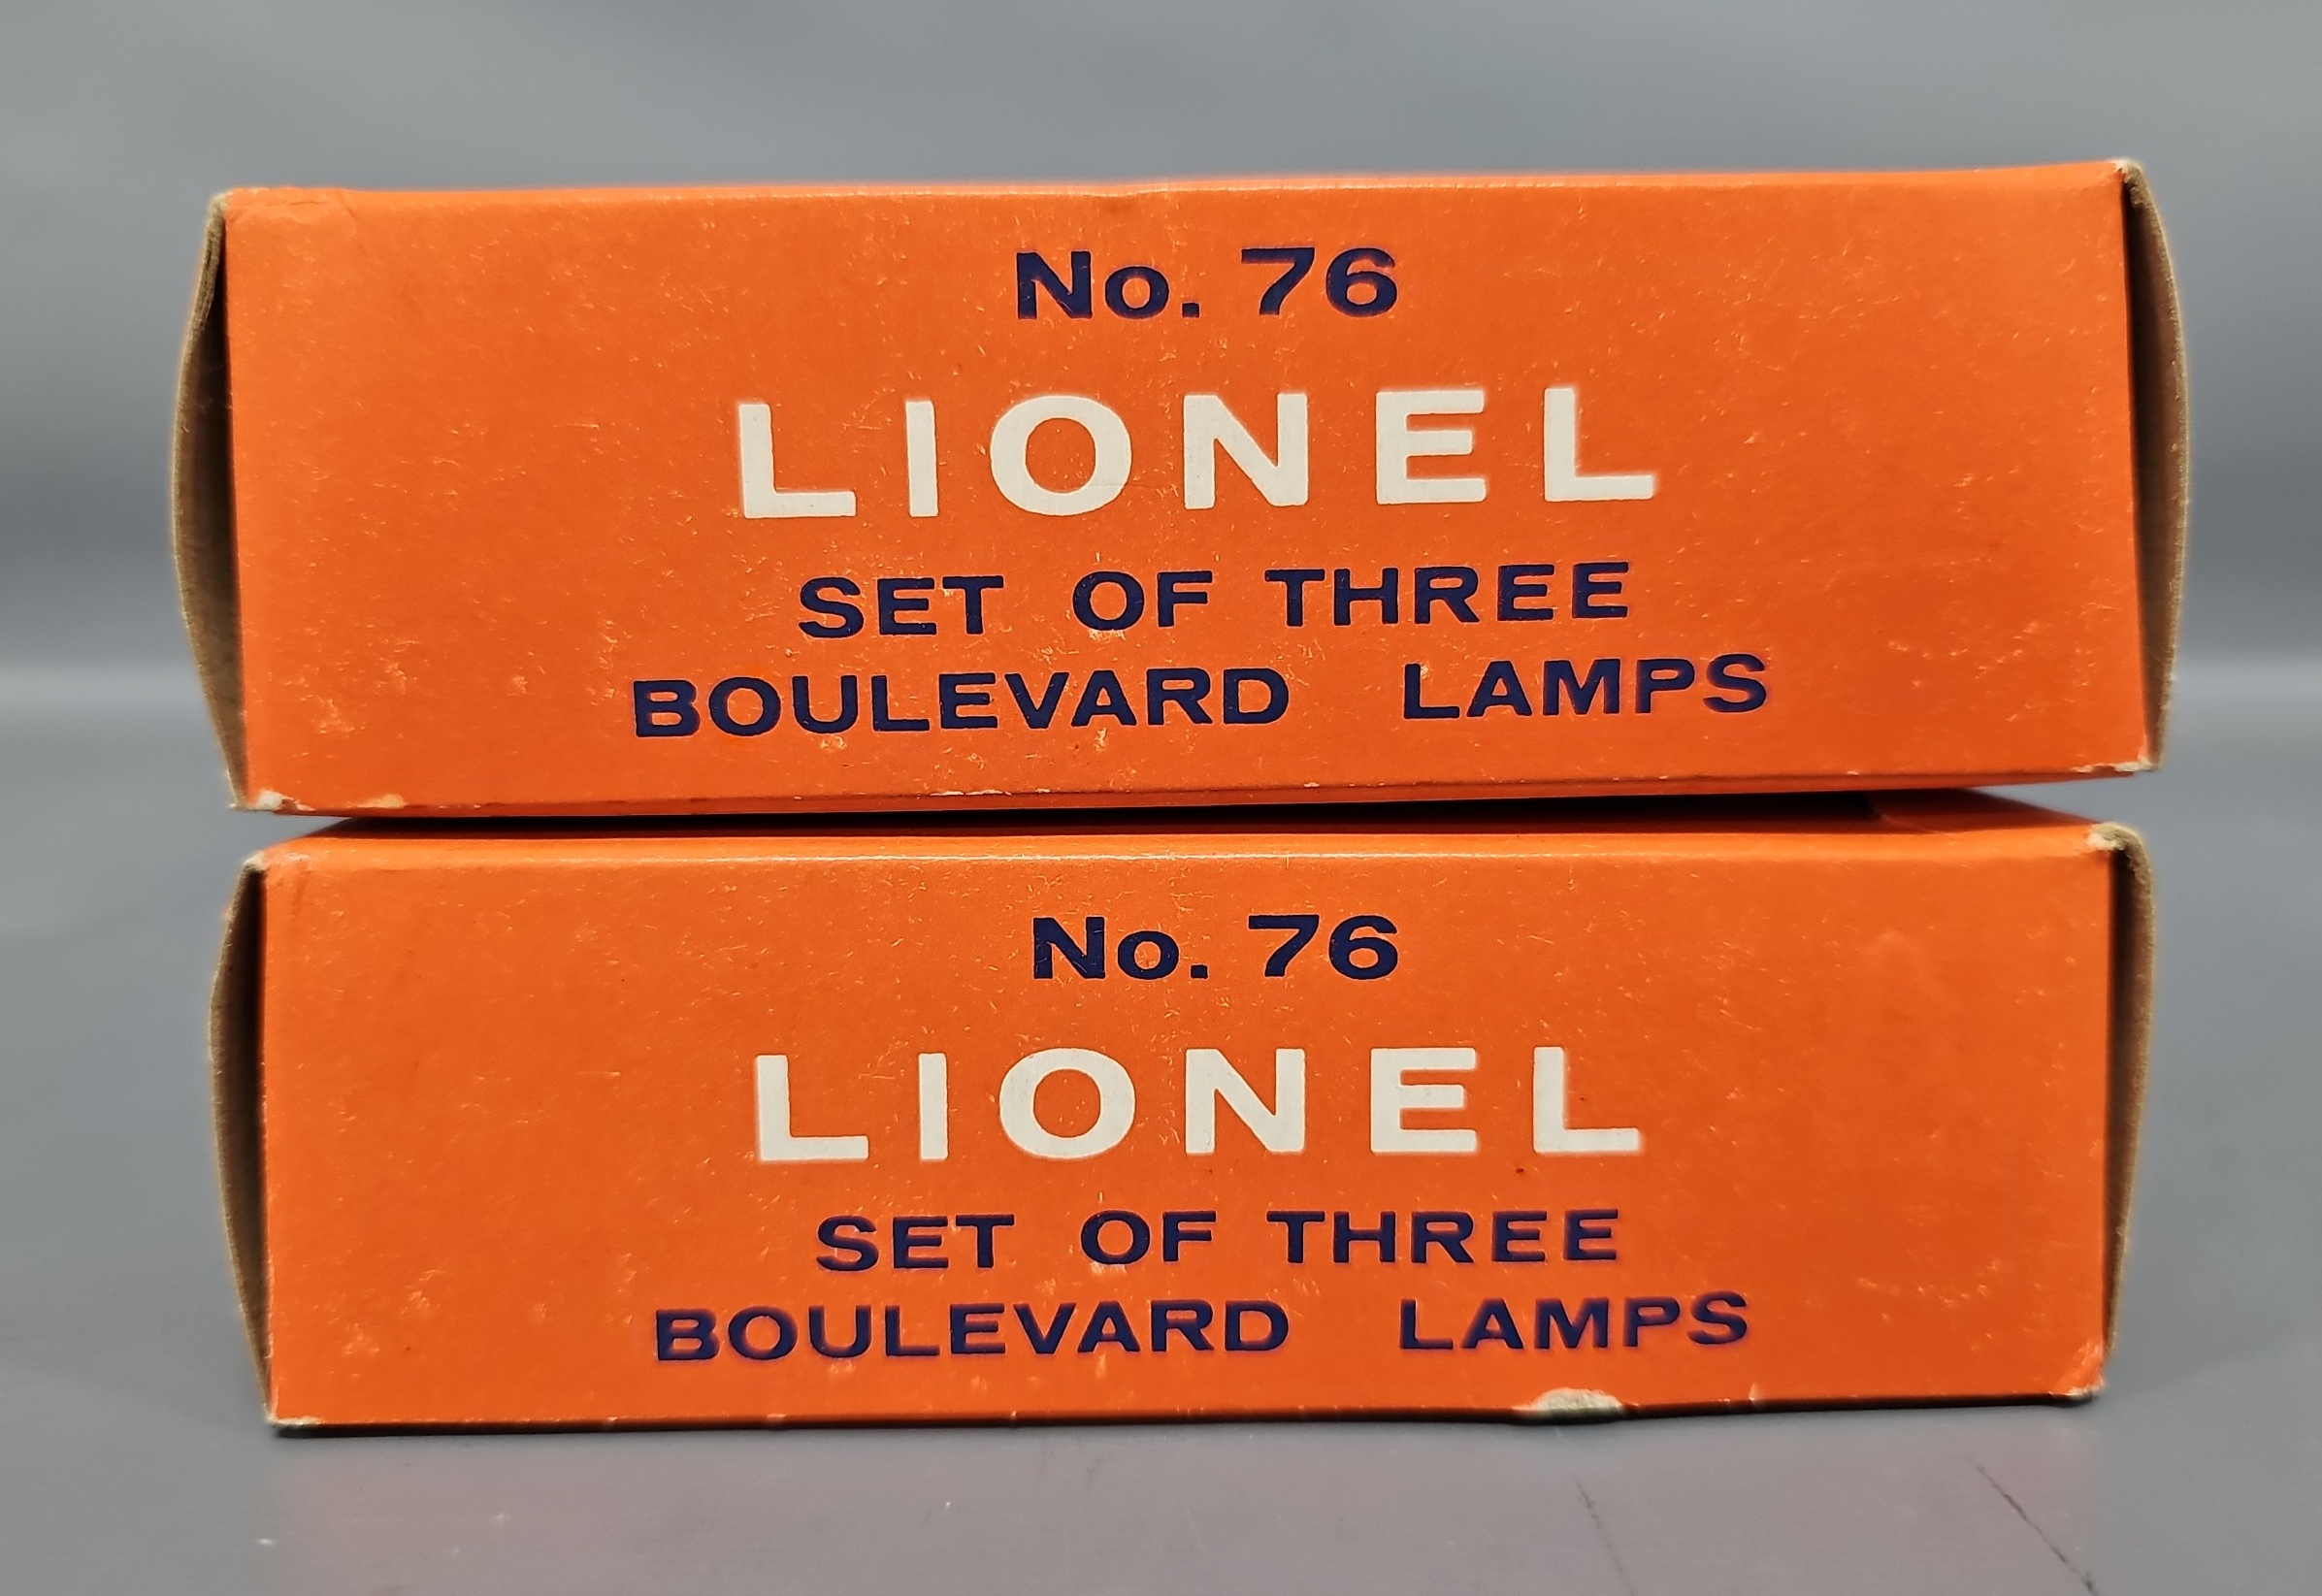 No. 76
LIONEL
SET OF THREE
BOULEVARD LAMPS
No. 76
LIONEL
SET OF THREE
BOULEVARD LAMPS